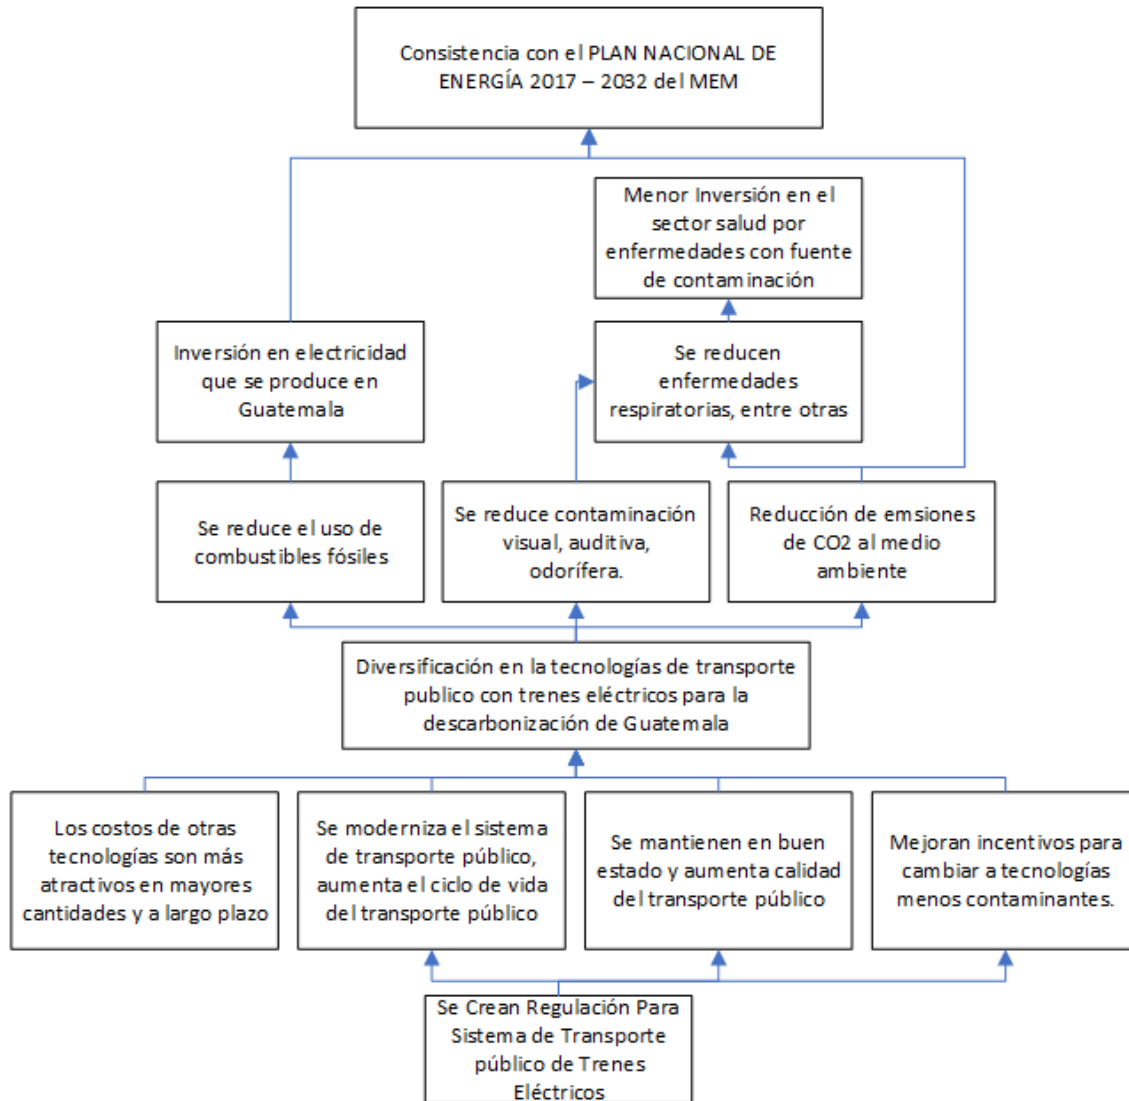 Consistencia con el PLAN NACIONAL DE
ENERGÍA 2017 – 2032 del MEM
Menor Inversión en el
sector salud por
enfermedades con fuente
de contaminación
Inversión en electricidad
que se produce en
Guatemala
Se reducen
enfermedades
respiratorias, entre otras
Se reduce el uso de
combustibles fósiles
Se reduce contaminación
visual, auditiva,
odorífera.
Reducción de emsiones
de CO2 al medio
ambiente
Diversificación en la tecnologías de transporte
publico con trenes eléctricos para la
descarbonización de Guatemala
Los costos de otras
tecnologías son más
atractivos en mayores
cantidades y a largo plazo
Se moderniza el sistema
de transporte público,
aumenta el ciclo de vida
del transporte público
Se mantienen en buen
estado y aumenta calidad
del transporte público
Mejoran incentivos para
cambiar a tecnologías
menos contaminantes.
Se Crean Regulación Para
Sistema de Transporte
público de Trenes
Eléctricos